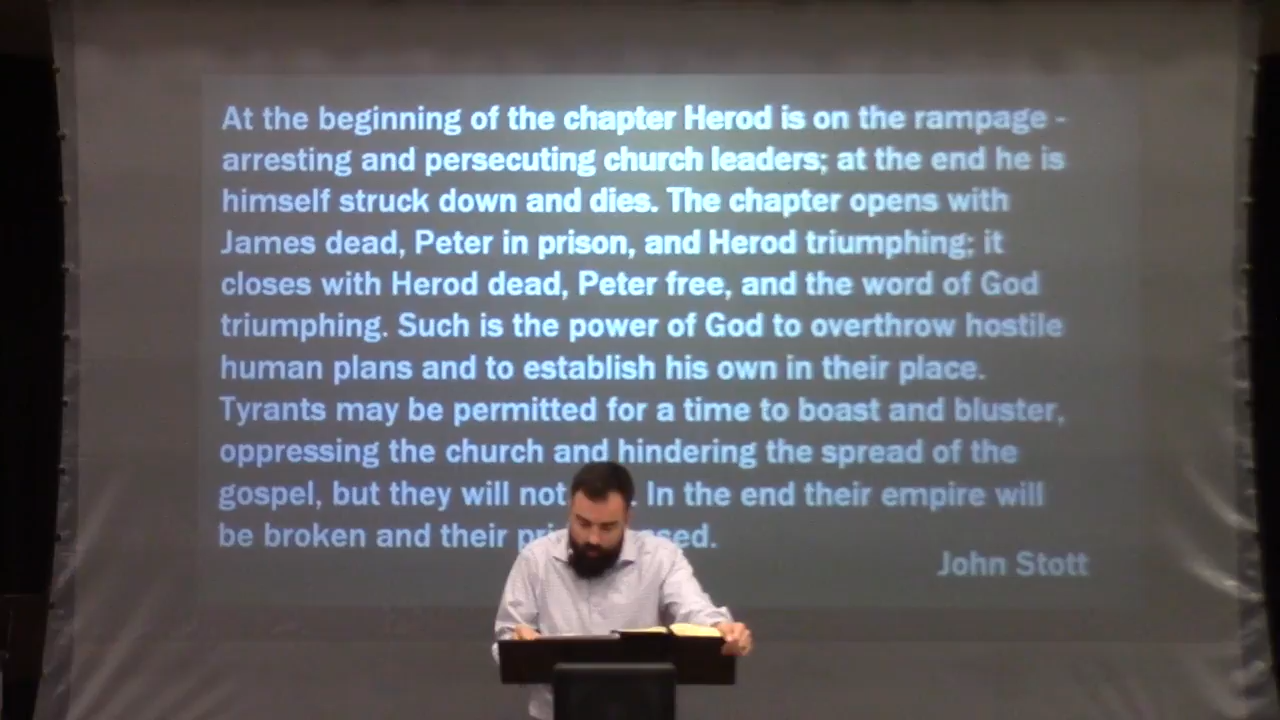 At the beginning of the chapter Herod is on the rampage -
arresting and persecuting church leaders; at the end he is
himself struck down and dies. The chapter opens with
James dead, Peter in prison, and Herod triumphing; it
closes with Herod dead, Peter free, and the word of God
triumphing. Such is the power of God to overthrow hostile
human plans and to establish his own in their place.
Tyrants may be permitted for a time to boast and bluster,
oppressing the church and hindering the spread of the
gospel, but they will not . In the end their empire will
be broken and their
John Stott